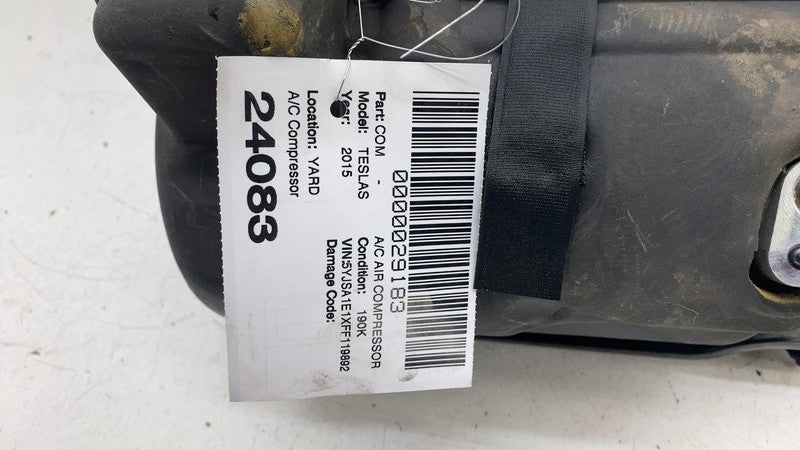 0000029183
Part: COM - A/C AIR COMPRESSOR
Model: TESLAS Condition: 190K
Year: 2015 VIN:5YJSA1E1XFF119892
Damage Code:
Location: YARD
A/C Compressor
24083